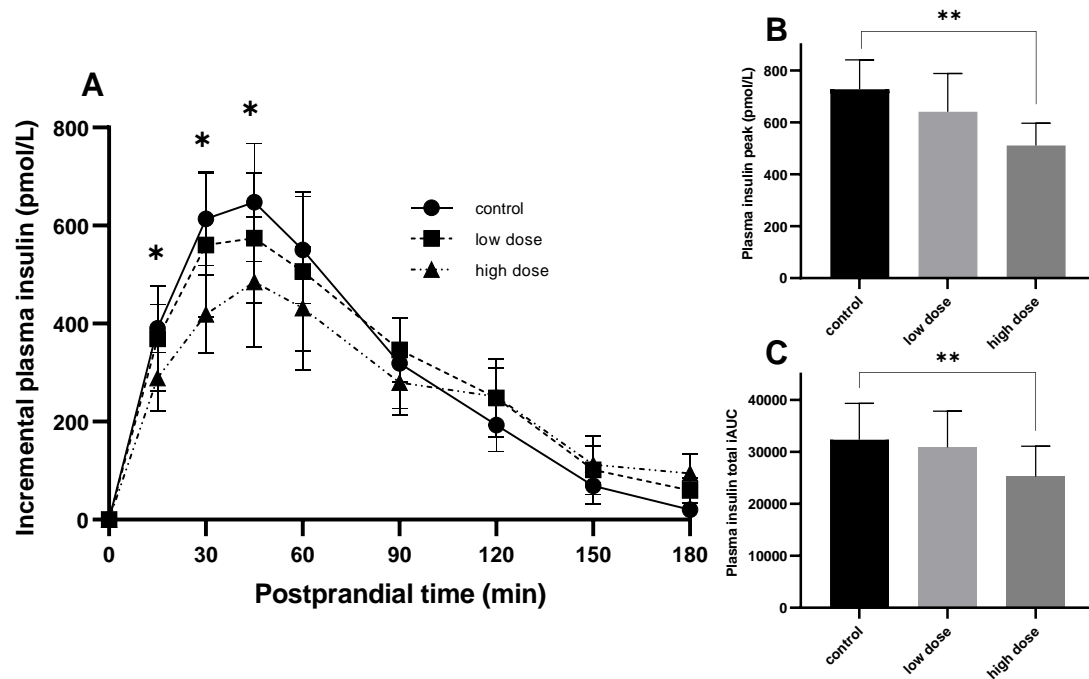 A
Incremental plasma insulin (pmol/L)
800
600
400
200
0
*
*
*
control
low dose
high dose
0 30 60 90 120 150 180
Postprandial time (min)
B
**
Plasma insulin peak (pmol/L)
800
600
400
200
0
control low dose high dose
C
**
Plasma insulin total iAUC
40000
30000
20000
10000
0
control low dose high dose